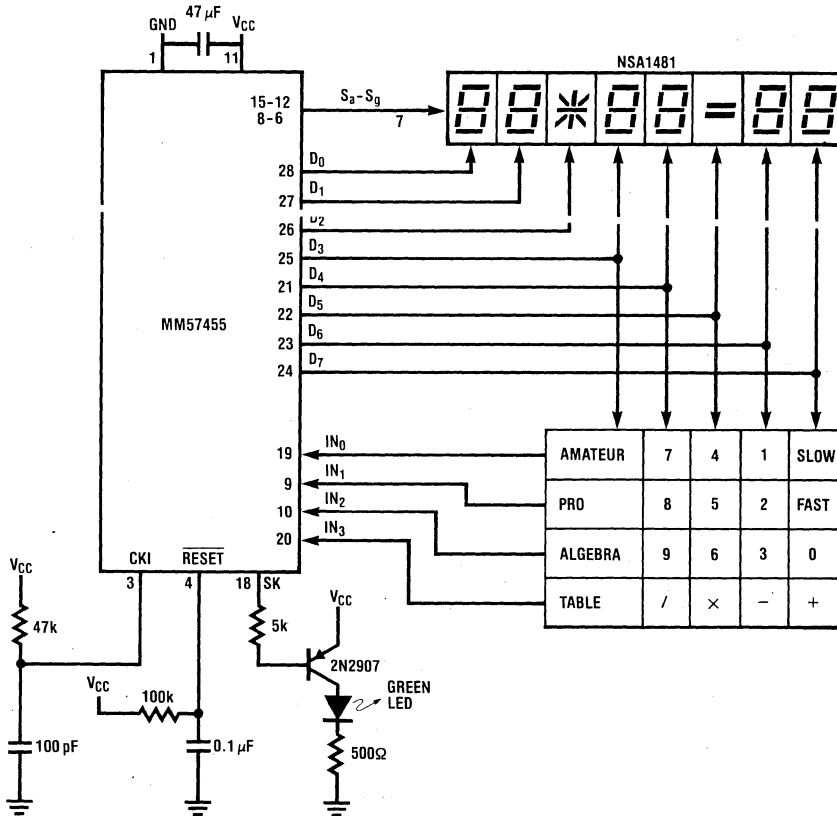 47 μF
GND
VCC
1
11
NSA1481
15-12
8-6
Sa-Sg
7
88*88=88
28
D0
27
D1
26
25
D3
21
D4
22
D5
23
D6
24
D7
MM57455
19
IN0
9
IN1
10
IN2
20
IN3
AMATEUR 7 4 1 SLOW
PRO 8 5 2 FAST
ALGEBRA 9 6 3 0
TABLE / × − +
CKI
RESET
3
4
18
SK
VCC
47k
100 pF
VCC
100k
0.1 μF
5k
VCC
2N2907
GREEN
LED
500Ω